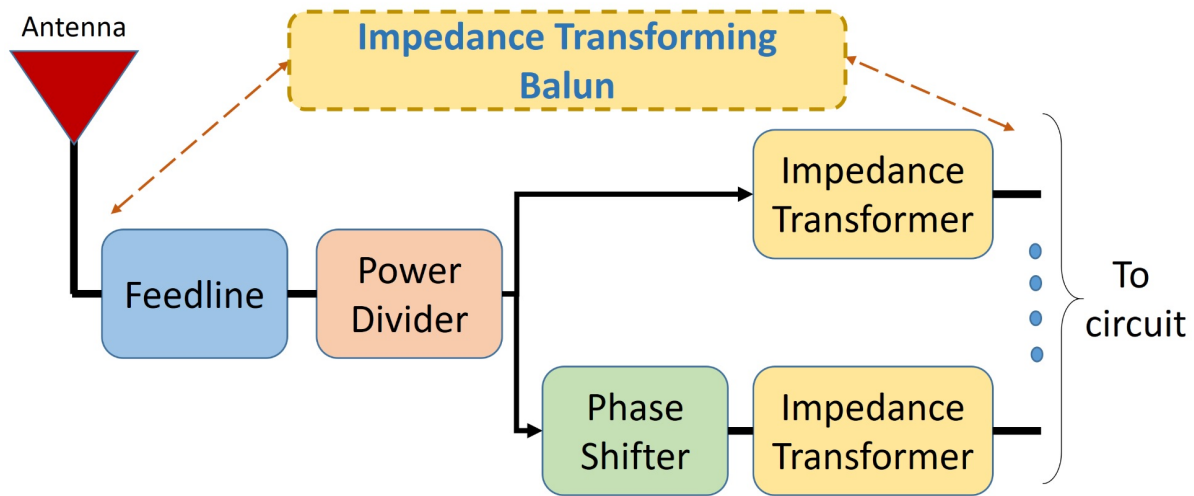 Antenna
Impedance Transforming
Balun
Impedance
Transformer
Feedline
Power
Divider
To
circuit
Phase
Shifter
Impedance
Transformer